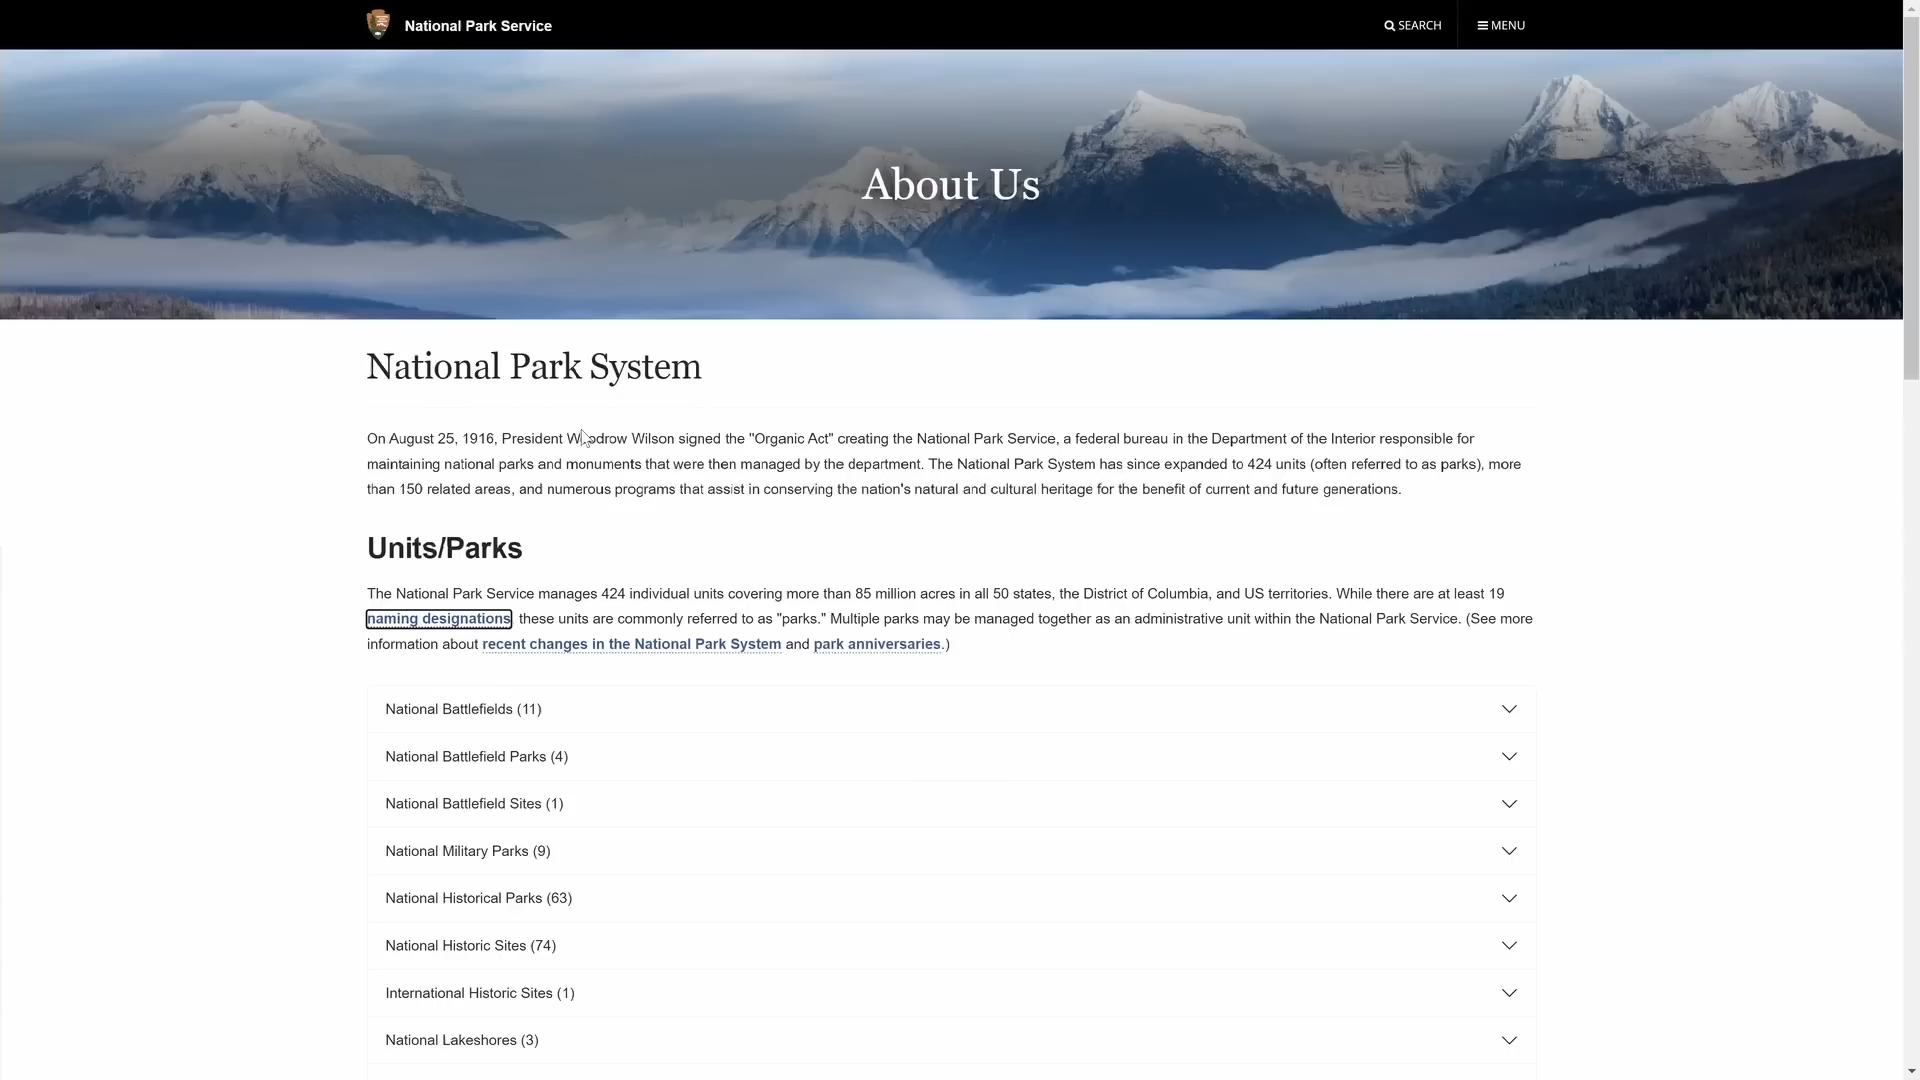 National Park Service
SEARCH
MENU
About Us
National Park System
On August 25, 1916, President Woodrow Wilson signed the "Organic Act" creating the National Park Service, a federal bureau in the Department of the Interior responsible for
maintaining national parks and monuments that were then managed by the department. The National Park System has since expanded to 424 units (often referred to as parks), more
than 150 related areas, and numerous programs that assist in conserving the nation's natural and cultural heritage for the benefit of current and future generations.
Units/Parks
The National Park Service manages 424 individual units covering more than 85 million acres in all 50 states, the District of Columbia, and US territories. While there are at least 19
naming designations, these units are commonly referred to as "parks." Multiple parks may be managed together as an administrative unit within the National Park Service. (See more
information about recent changes in the National Park System and park anniversaries.)
National Battlefields (11)
National Battlefield Parks (4)
National Battlefield Sites (1)
National Military Parks (9)
National Historical Parks (63)
National Historic Sites (74)
International Historic Sites (1)
National Lakeshores (3)